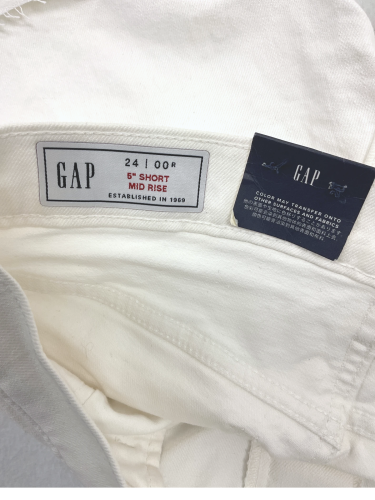 GAP
24 | 00R
5" SHORT
MID RISE
ESTABLISHED IN 1969
GAP
COLOR MAY TRANSFER ONTO
OTHER SURFACES AND FABRICS